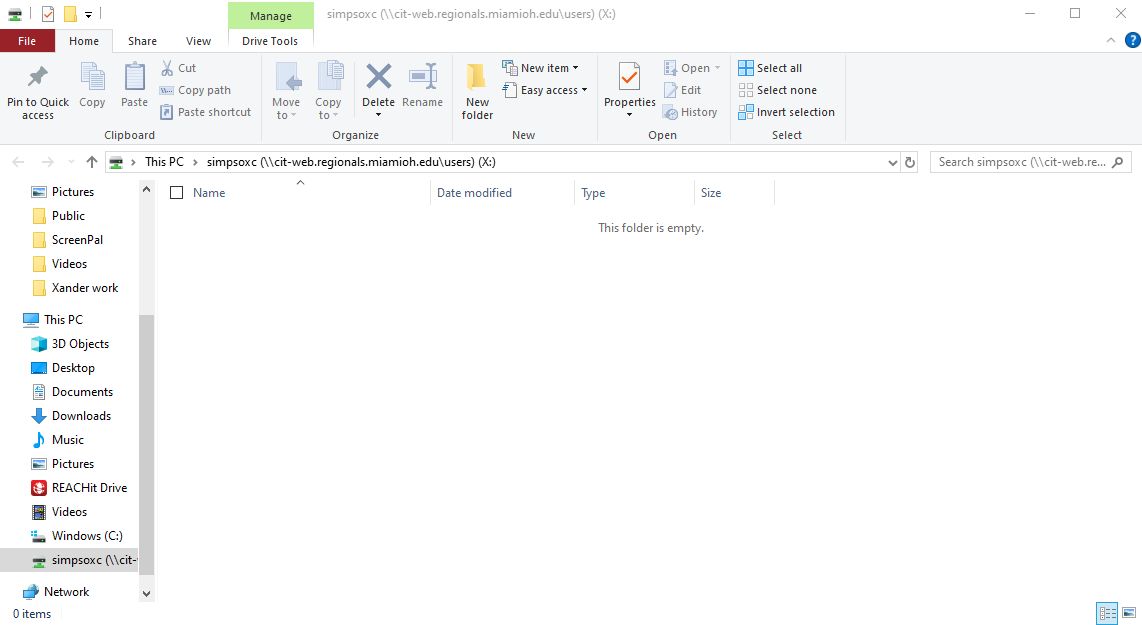 Manage
simpsoxc (\\cit-web.regionals.miamioh.edu\users) (X:)
File
Home
Share
View
Drive Tools
?
Pin to Quick access
Copy
Paste
Cut
Copy path
Paste shortcut
Clipboard
Move to
Copy to
Delete
Rename
Organize
New folder
New item
Easy access
New
Properties
Open
Edit
History
Open
Select all
Select none
Invert selection
Select
This PC > simpsoxc (\\cit-web.regionals.miamioh.edu\users) (X:)
Search simpsoxc (\\cit-web.re...
Name
Date modified
Type
Size
This folder is empty.
Pictures
Public
ScreenPal
Videos
Xander work
This PC
3D Objects
Desktop
Documents
Downloads
Music
Pictures
REACHit Drive
Videos
Windows (C:)
simpsoxc (\\cit-
Network
0 items